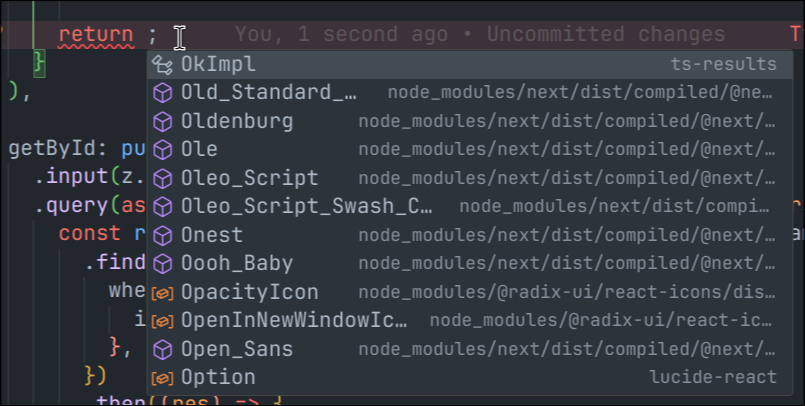 return ; You, 1 second ago • Uncommitted changes T
} OkImpl ts-results
), Old_Standard_… node_modules/next/dist/compiled/@ne…
Oldenburg node_modules/next/dist/compiled/@next/…
getById: pu Ole node_modules/next/dist/compiled/@next/…
.input(z. Oleo_Script node_modules/next/dist/compiled/@next/…
.query(as Oleo_Script_Swash_C… node_modules/next/dist/compi… r
const r Onest node_modules/next/dist/compiled/@next/… an
.find Oooh_Baby node_modules/next/dist/compiled/@next/…
whe OpacityIcon node_modules/@radix-ui/react-icons/dis…
i OpenInNewWindowIc… node_modules/@radix-ui/react-ic…
}, Open_Sans node_modules/next/dist/compiled/@next/…
}) Option lucide-react
.then((res) => {